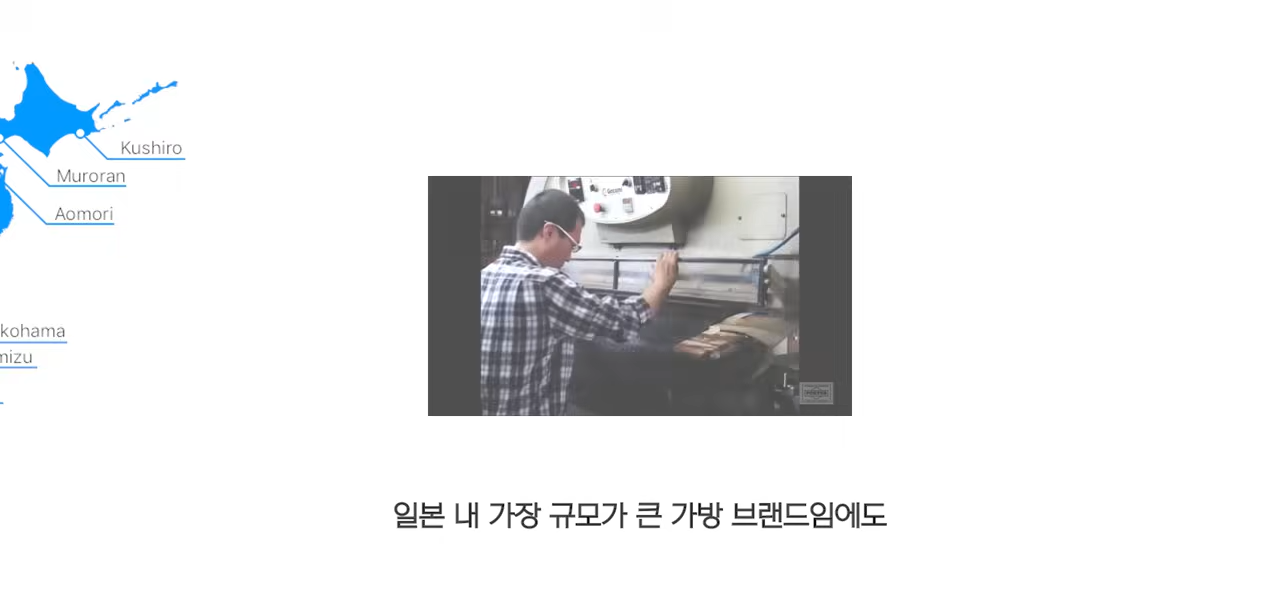 Kushiro
Muroran
Aomori
kohama
mizu
일본 내 가장 규모가 큰 가방 브랜드임에도